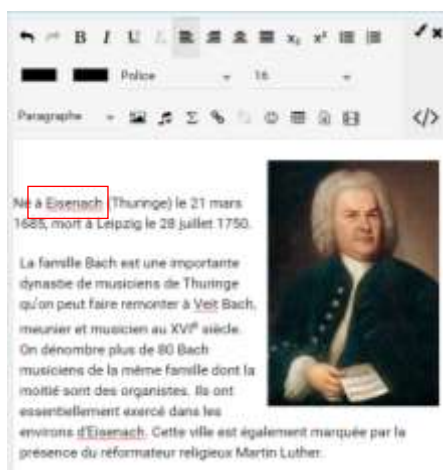 B I U
Police 16
Paragraphe Σ </>
Né à Eisenach (Thuringe) le 21 mars
1685, mort à Leipzig le 28 juillet 1750.
La famille Bach est une importante
dynastie de musiciens de Thuringe
qu'on peut faire remonter à Veit Bach,
meunier et musicien au XVIᵉ siècle.
On dénombre plus de 80 Bach
musiciens de la même famille dont la
moitié sont des organistes. Ils ont
essentiellement exercé dans les
environs d'Eisenach. Cette ville est également marquée par la
présence du réformateur religieux Martin Luther.